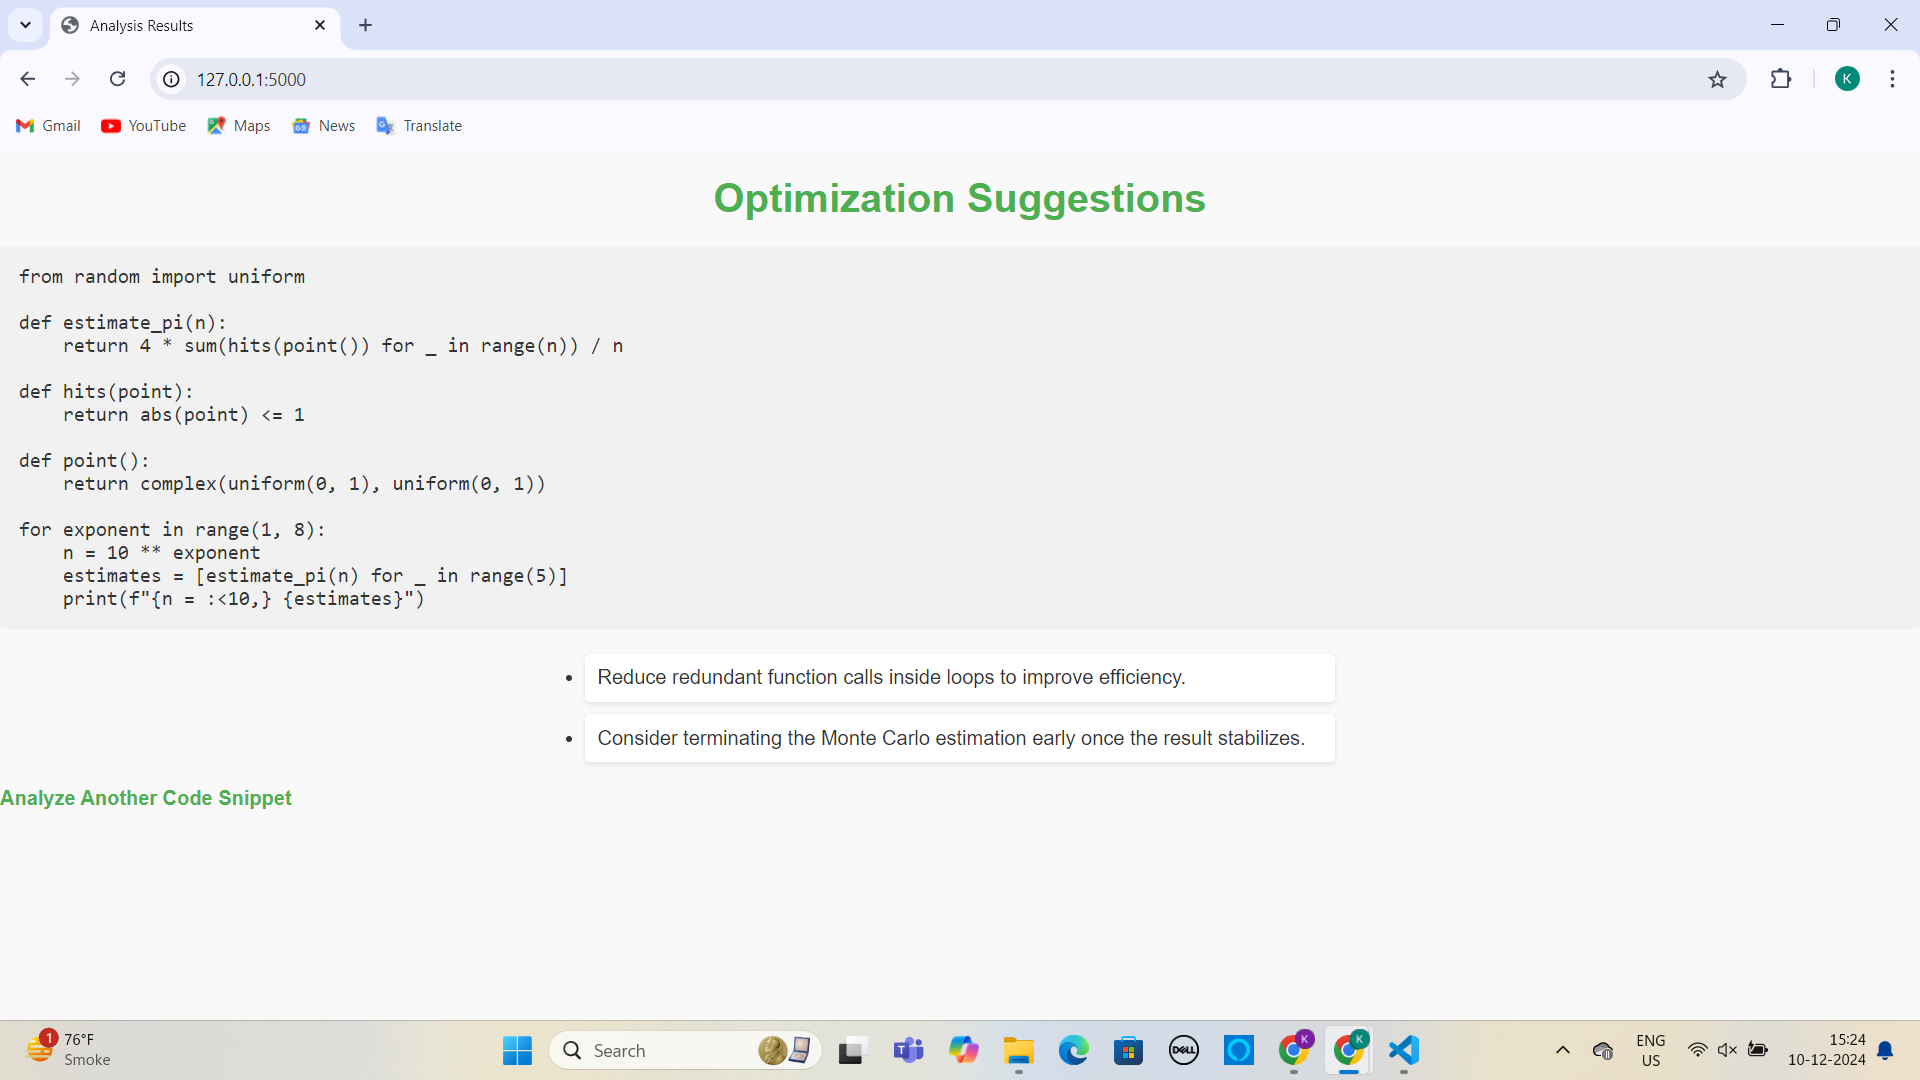 Analysis Results
127.0.0.1:5000
K
Gmail YouTube Maps News Translate
Optimization Suggestions
from random import uniform
def estimate_pi(n):
    return 4 * sum(hits(point()) for _ in range(n)) / n
def hits(point):
    return abs(point) <= 1
def point():
    return complex(uniform(0, 1), uniform(0, 1))
for exponent in range(1, 8):
    n = 10 ** exponent
    estimates = [estimate_pi(n) for _ in range(5)]
    print(f"{n = :<10,} {estimates}")
• Reduce redundant function calls inside loops to improve efficiency.
• Consider terminating the Monte Carlo estimation early once the result stabilizes.
Analyze Another Code Snippet
1
76°F
Smoke
Search
DELL
K
K
ENG
US
15:24
10-12-2024